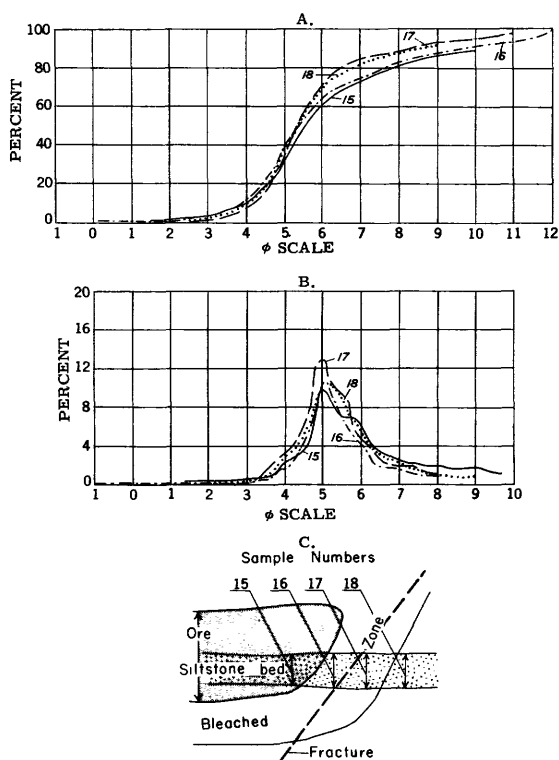 A.
PERCENT
100
80
60
40
20
0
17
18
16
15
1 0 1 2 3 4 5 6 7 8 9 10 11 12
φ SCALE
B.
PERCENT
20
16
12
8
4
0
17
18
16
15
1 0 1 2 3 4 5 6 7 8 9 10
φ SCALE
C.
Sample Numbers
15 16 17 18
Ore
Zone
Siltstone bed
Bleached
Fracture